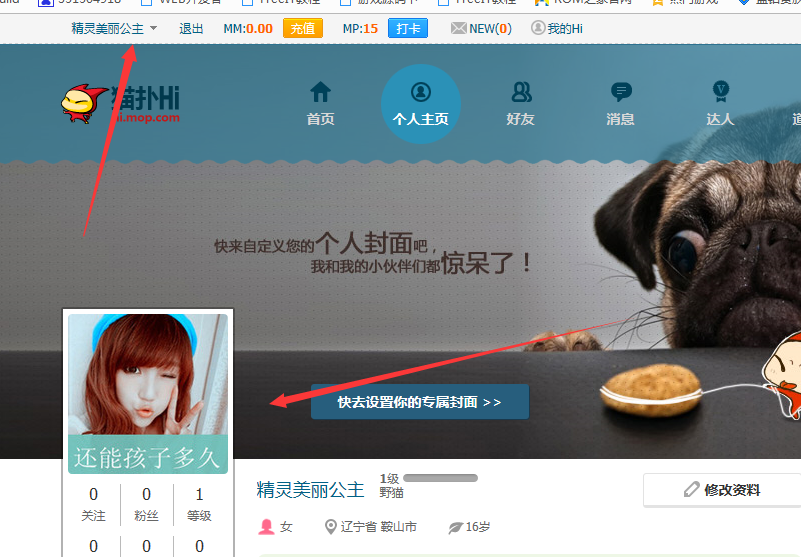 精灵美丽公主 退出 MM:0.00 充值 MP:15 打卡 NEW(0) 我的Hi
猫扑Hi
hi.mop.com
首页 个人主页 好友 消息 达人
快来自定义您的个人封面吧，
我和我的小伙伴们都惊呆了！
快去设置你的专属封面 >>
还能孩子多久
精灵美丽公主 1级
野猫
修改资料
0 0 1
关注 粉丝 等级
女 辽宁省 鞍山市 16岁
0 0 0